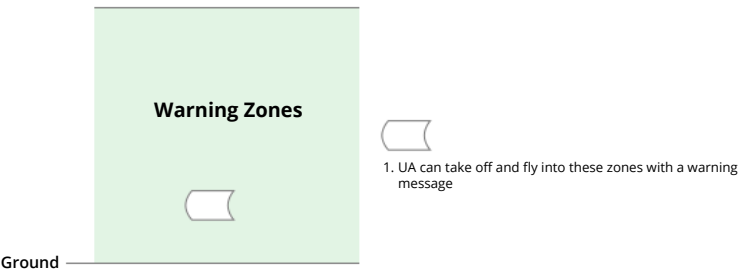 Warning Zones
1. UA can take off and fly into these zones with a warning
message
Ground